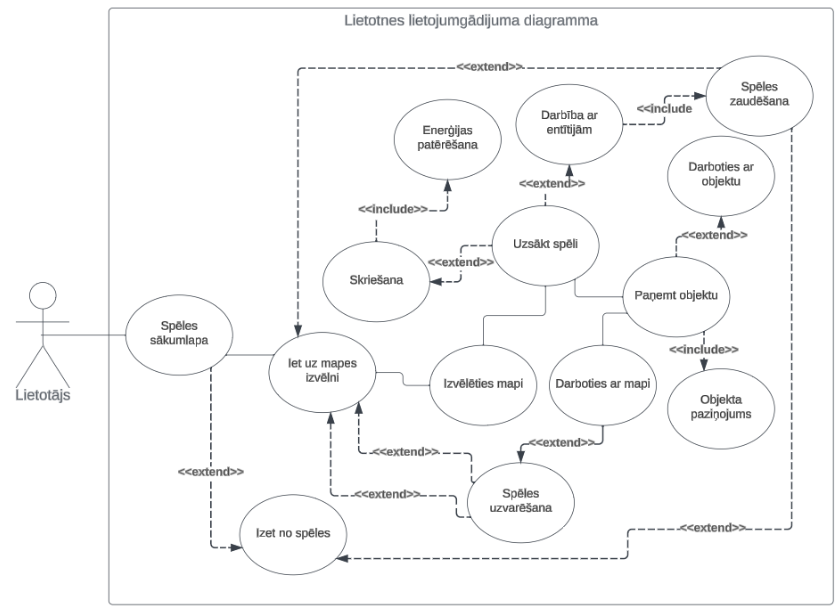 Lietotnes lietojumgādījuma diagramma
<<extend>>
Spēles
zaudēšana
Darbība ar
entītijām
<<include
Enerģijas
patērēšana
Darboties ar
objektu
<<extend>>
<<include>>
<<extend>>
Uzsākt spēli
<<extend>>
Skriešana
Paņemt objektu
Spēles
sākumlapa
<<include>>
Iet uz mapes
izvēlni
Izvēlēties mapi
Darboties ar mapi
Lietotājs
Objekta
paziņojums
<<extend>>
<<extend>>
<<extend>>
<<extend>>
Spēles
uzvarēšana
Iziet no spēles
<<extend>>